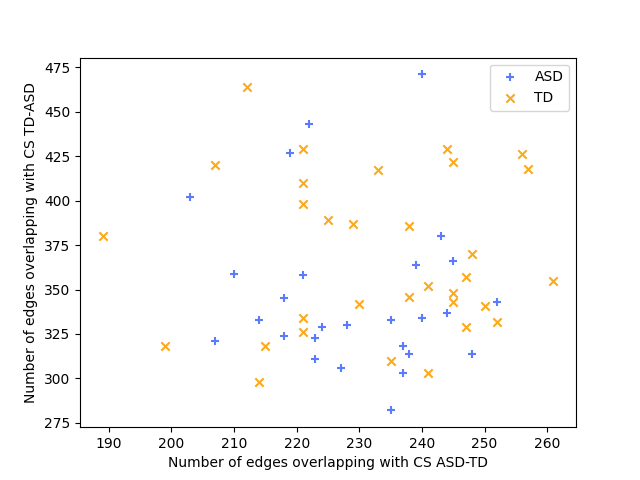 475
450
425
400
375
350
325
300
275
Number of edges overlapping with CS TD-ASD
ASD
TD
190 200 210 220 230 240 250 260
Number of edges overlapping with CS ASD-TD